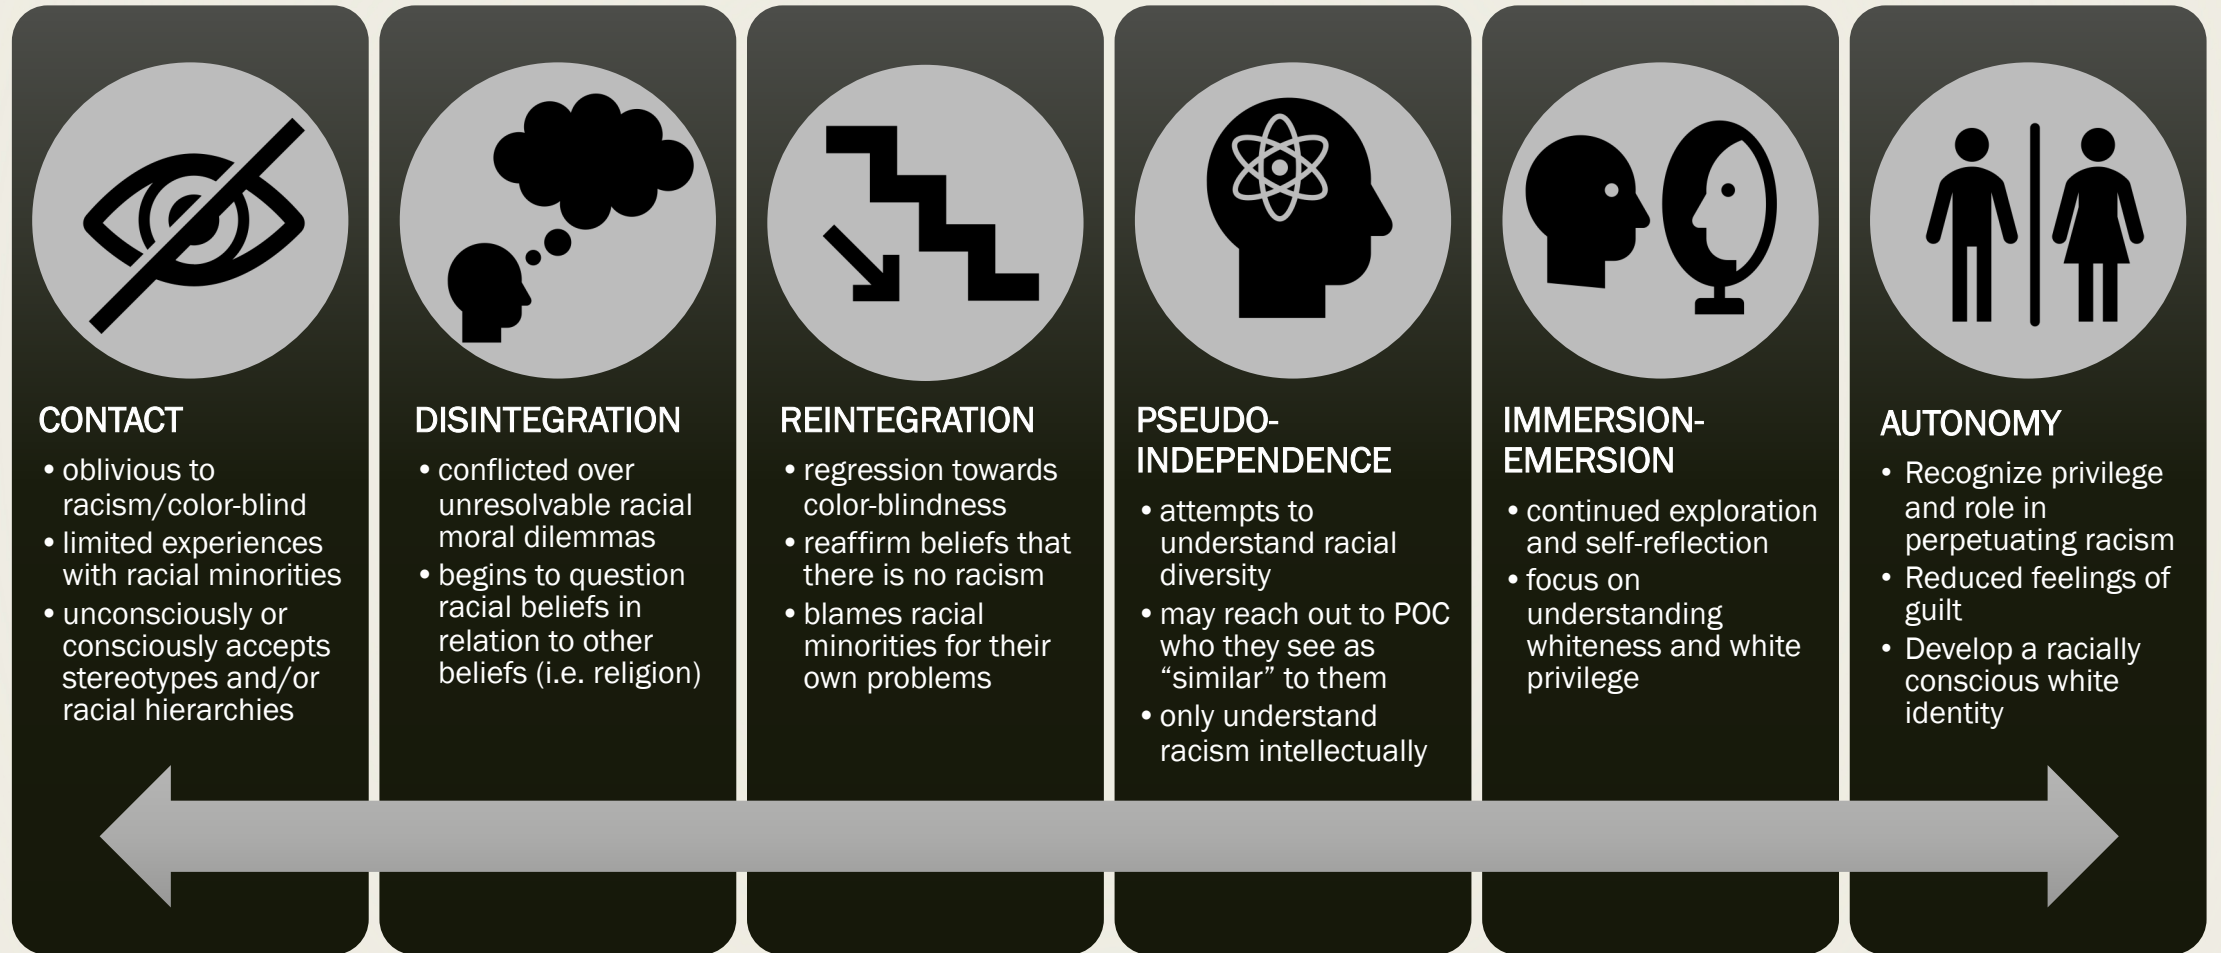 CONTACT
• oblivious to
racism/color-blind
• limited experiences
with racial minorities
• unconsciously or
consciously accepts
stereotypes and/or
racial hierarchies
DISINTEGRATION
• conflicted over
unresolvable racial
moral dilemmas
• begins to question
racial beliefs in
relation to other
beliefs (i.e. religion)
REINTEGRATION
• regression towards
color-blindness
• reaffirm beliefs that
there is no racism
• blames racial
minorities for their
own problems
PSEUDO-
INDEPENDENCE
• attempts to
understand racial
diversity
• may reach out to POC
who they see as
“similar” to them
• only understand
racism intellectually
IMMERSION-
EMERSION
• continued exploration
and self-reflection
• focus on
understanding
whiteness and white
privilege
AUTONOMY
• Recognize privilege
and role in
perpetuating racism
• Reduced feelings of
guilt
• Develop a racially
conscious white
identity